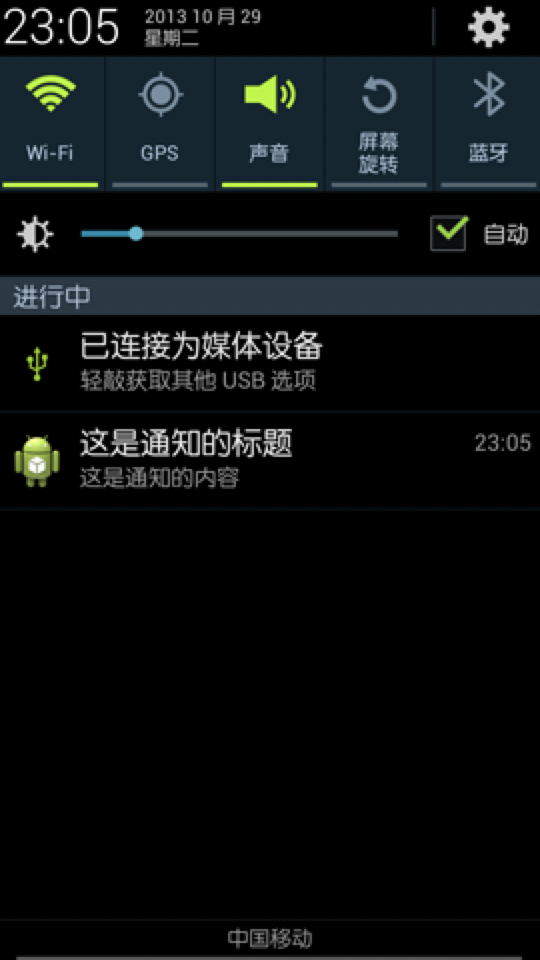 23:05
2013 10月 29
星期二
Wi-Fi
GPS
声音
屏幕
旋转
蓝牙
自动
进行中
已连接为媒体设备
轻敲获取其他 USB 选项
这是通知的标题
23:05
这是通知的内容
中国移动